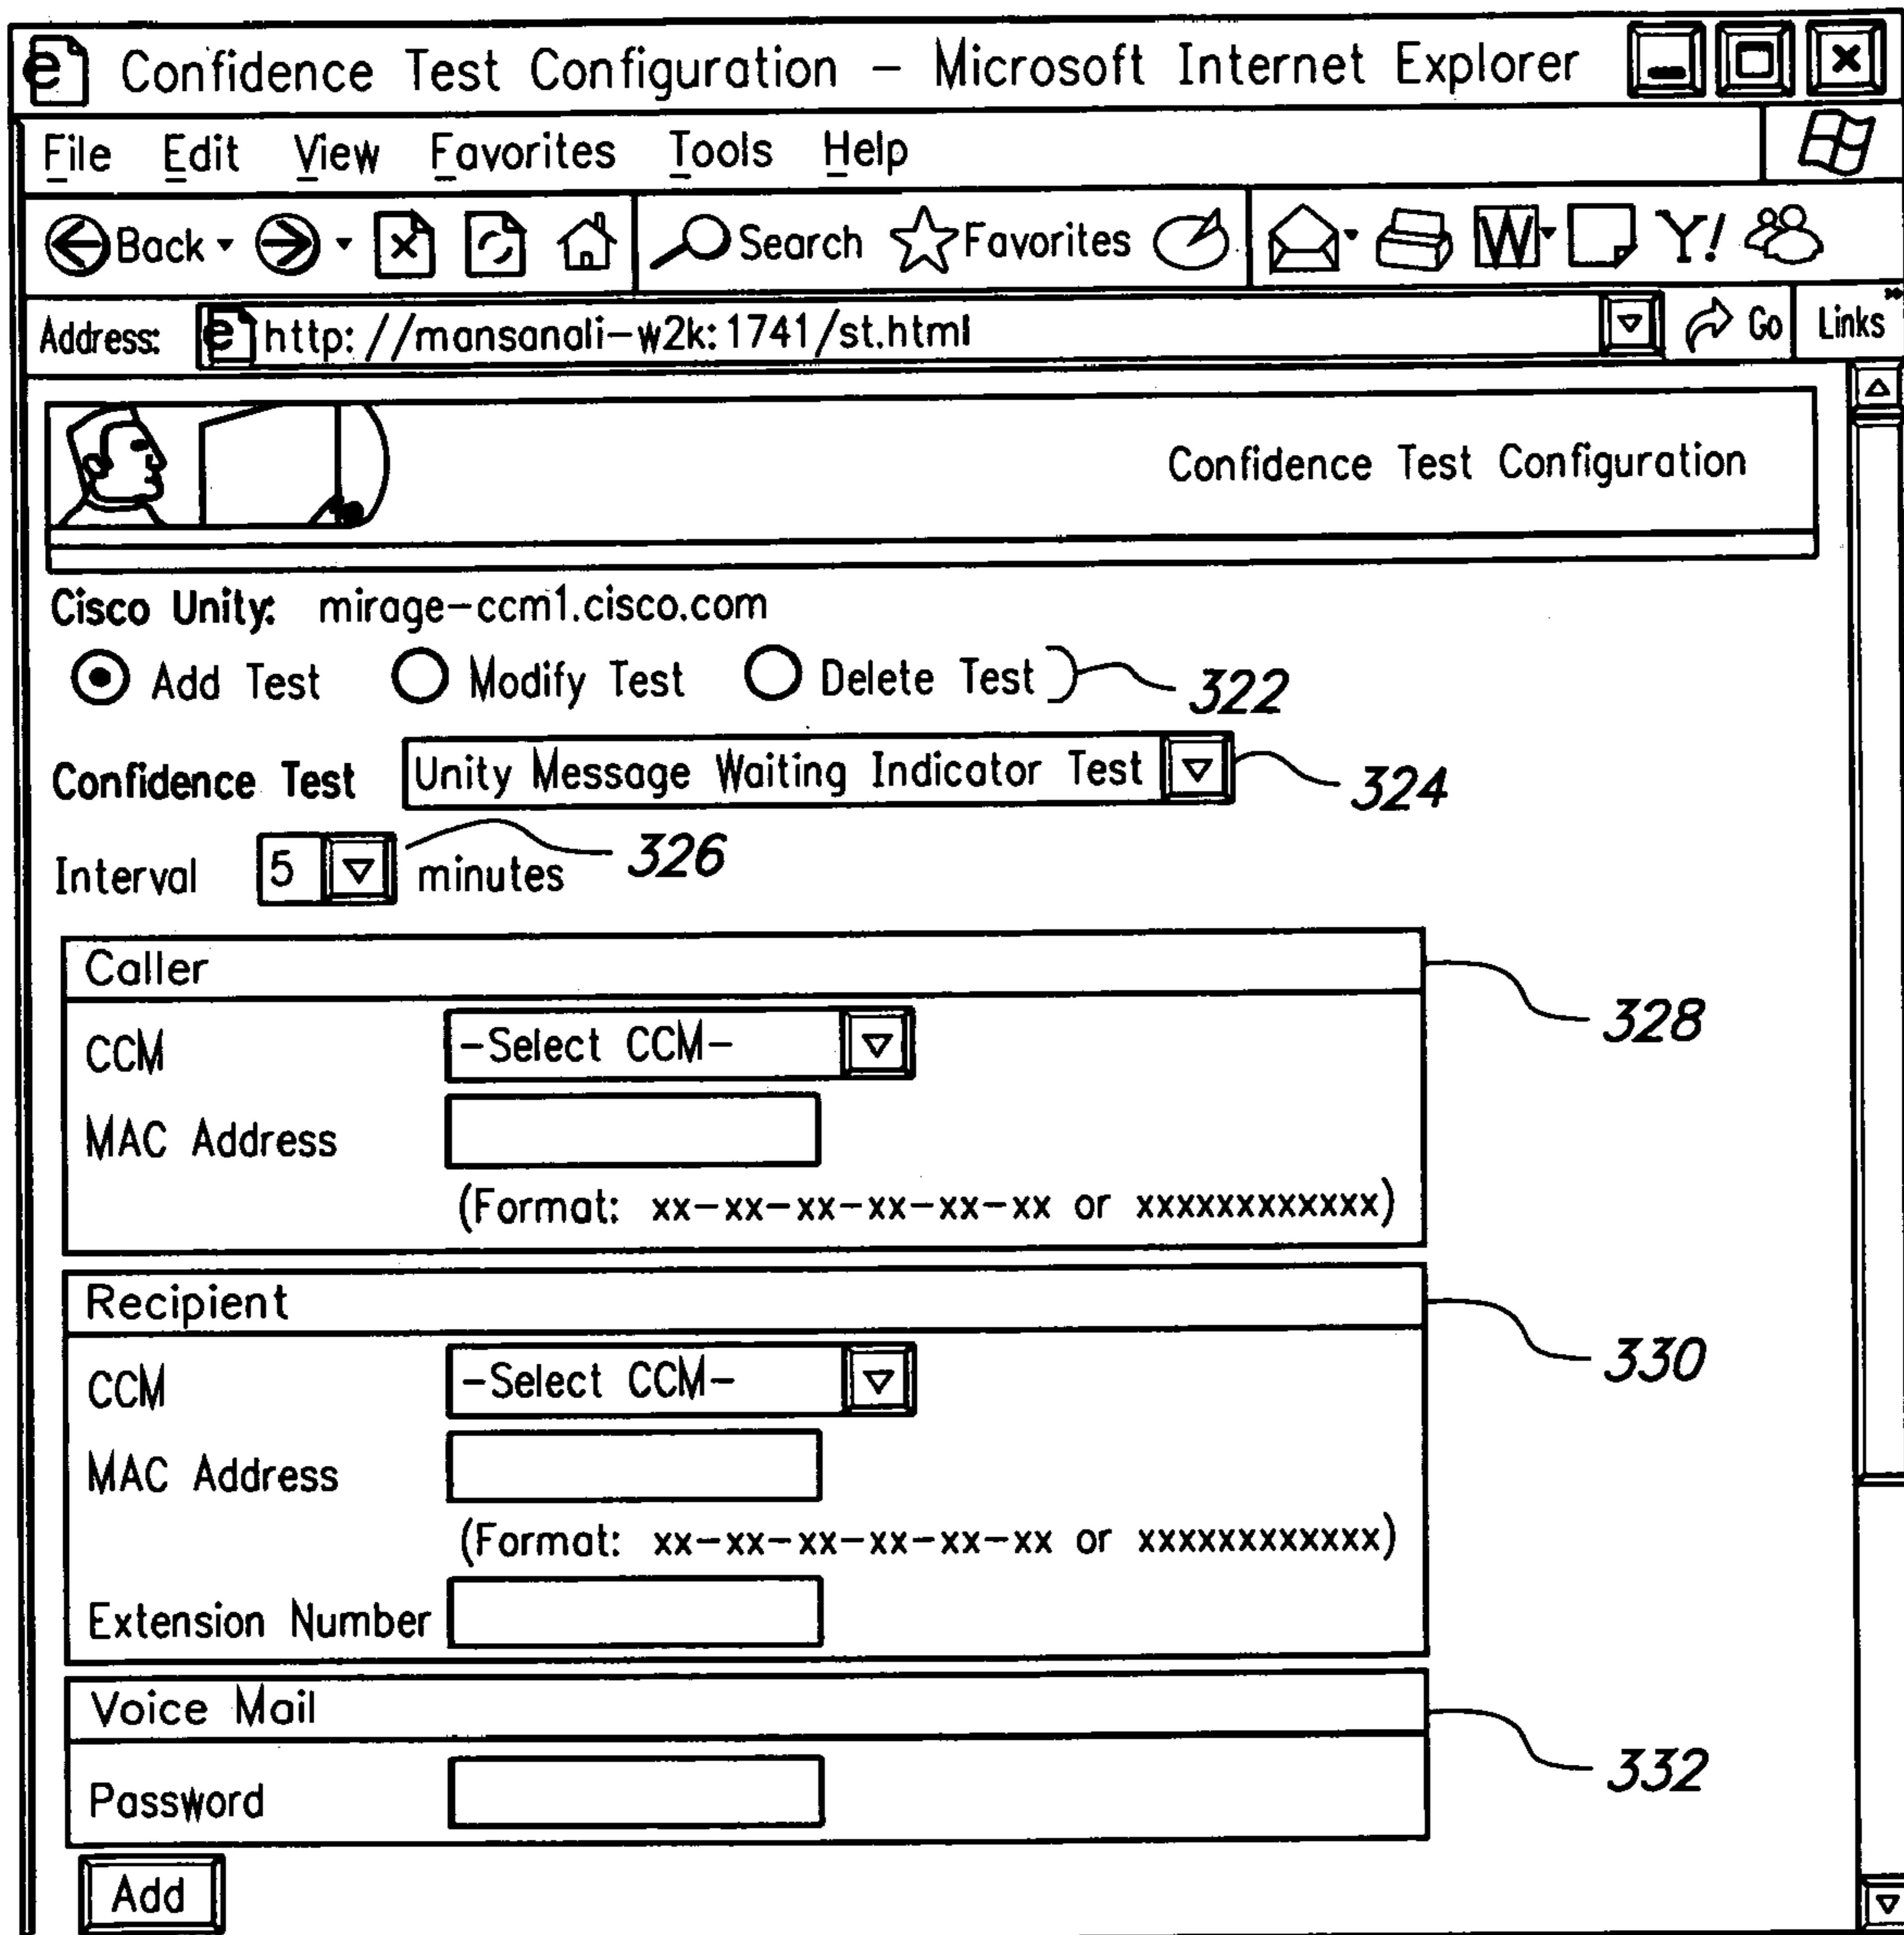 Confidence Test Configuration – Microsoft Internet Explorer
File Edit View Favorites Tools Help
Back Search Favorites W Y!
Address: http://mansanali-w2k:1741/st.html Go Links »
Confidence Test Configuration
Cisco Unity: mirage-ccm1.cisco.com
Add Test Modify Test Delete Test 322
Confidence Test Unity Message Waiting Indicator Test 324
Interval 5 minutes 326
Caller
328
CCM -Select CCM-
MAC Address
(Format: xx-xx-xx-xx-xx-xx or xxxxxxxxxxxx)
Recipient
330
CCM -Select CCM-
MAC Address
(Format: xx-xx-xx-xx-xx-xx or xxxxxxxxxxxx)
Extension Number
Voice Mail
332
Password
Add